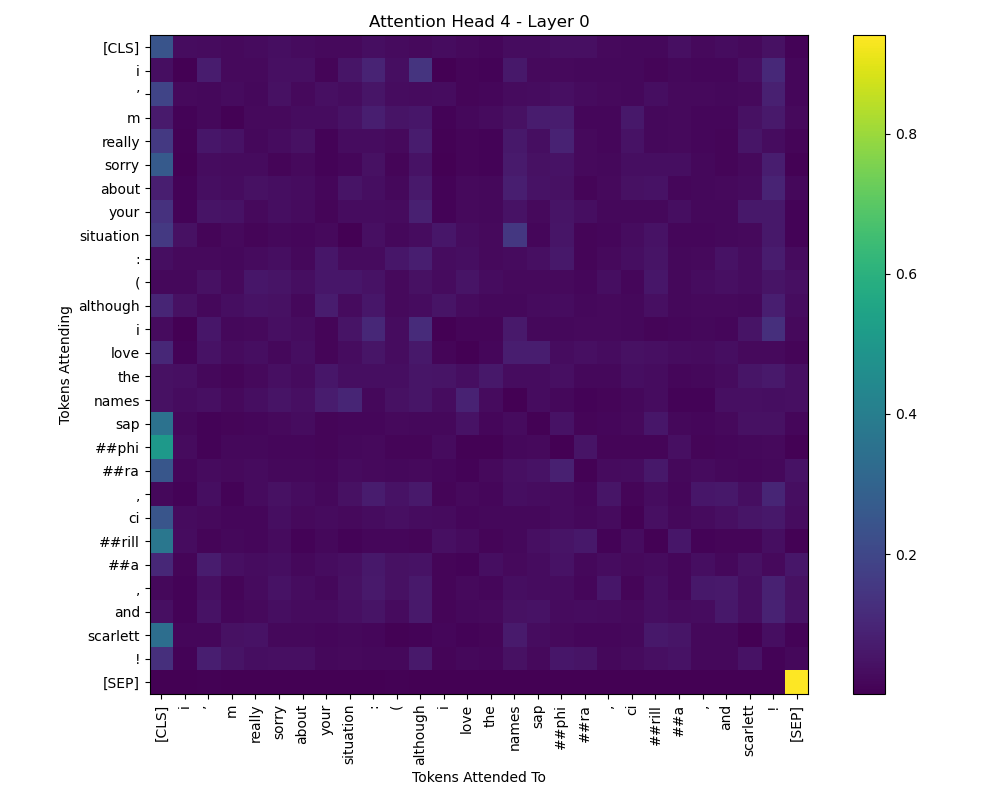 Attention Head 4 - Layer 0
Tokens Attending
[CLS]
i
'
m
really
sorry
about
your
situation
:
(
although
i
love
the
names
sap
##phi
##ra
,
ci
##rill
##a
,
and
scarlett
!
[SEP]
[CLS]
i
'
m
really
sorry
about
your
situation
:
(
although
i
love
the
names
sap
##phi
##ra
,
ci
##rill
##a
,
and
scarlett
!
[SEP]
Tokens Attended To
0.8
0.6
0.4
0.2